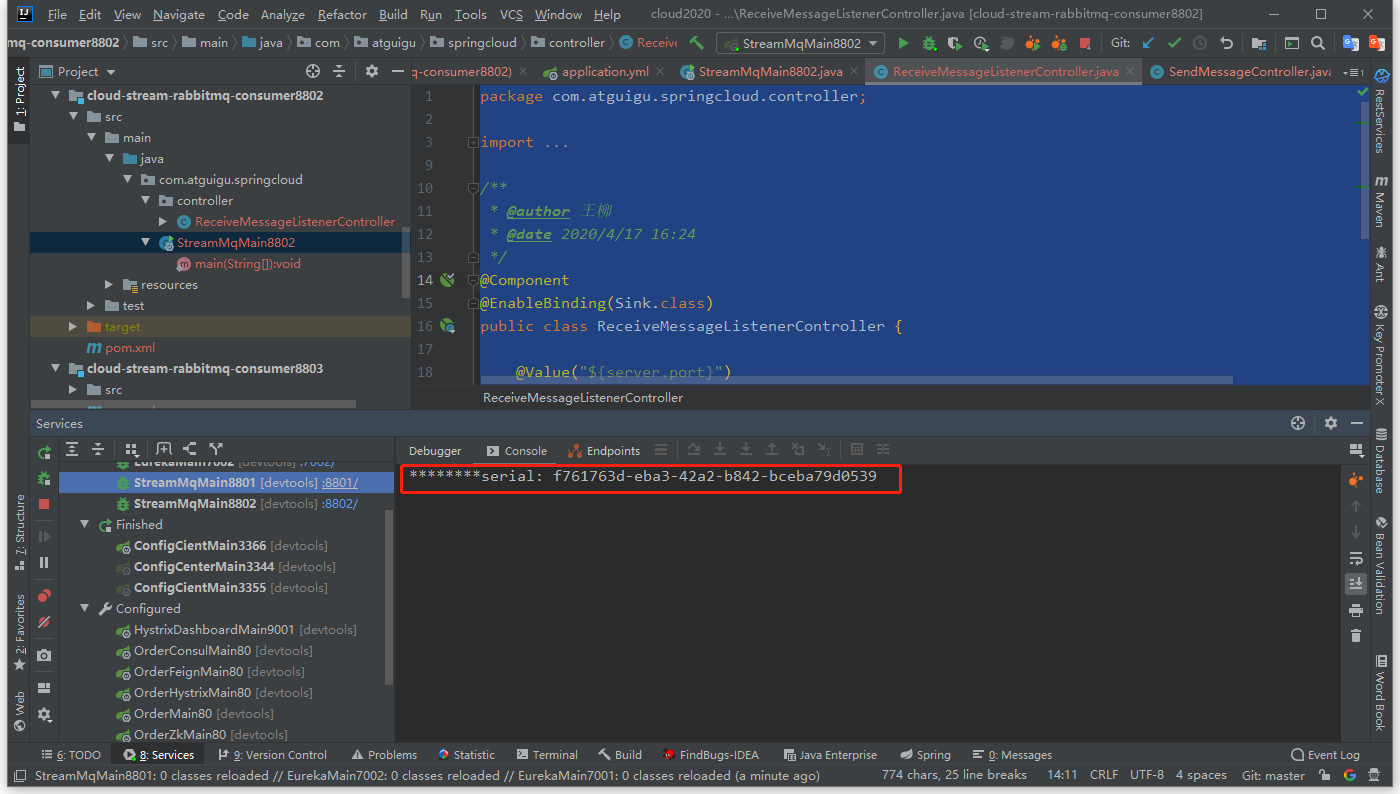 File Edit View Navigate Code Analyze Refactor Build Run Tools VCS Window Help cloud2020 - ...\ReceiveMessageListenerController.java [cloud-stream-rabbitmq-consumer8802]
mq-consumer8802 src main java com atguigu springcloud controller Receive StreamMqMain8802 Git:
1: Project
Project
q-consumer8802) application.yml StreamMqMain8802.java ReceiveMessageListenerController.java SendMessageController.java
cloud-stream-rabbitmq-consumer8802
src
main
java
com.atguigu.springcloud
controller
ReceiveMessageListenerController
StreamMqMain8802
main(String[]):void
resources
test
target
pom.xml
cloud-stream-rabbitmq-consumer8803
src
1 package com.atguigu.springcloud.controller;
2
3 import ...
9
10 /**
11 * @author 王柳
12 * @date 2020/4/17 16:24
13 */
14 @Component
15 @EnableBinding(Sink.class)
16 public class ReceiveMessageListenerController {
17
18 @Value("${server.port}")
ReceiveMessageListenerController
RestServices
Maven
Ant
Key Promoter X
Database
Bean Validation
Word Book
Services
Debugger Console Endpoints
EurekaMain7002 [devtools] :7002/
StreamMqMain8801 [devtools] :8801/
StreamMqMain8802 [devtools] :8802/
Finished
ConfigCientMain3366 [devtools]
ConfigCenterMain3344 [devtools]
ConfigCientMain3355 [devtools]
Configured
HystrixDashboardMain9001 [devtools]
OrderConsulMain80 [devtools]
OrderFeignMain80 [devtools]
OrderHystrixMain80 [devtools]
OrderMain80 [devtools]
OrderZkMain80 [devtools]
********serial: f761763d-eba3-42a2-b842-bceba79d0539
7: Structure
2: Favorites
Web
6: TODO 8: Services 9: Version Control Problems Statistic Terminal Build FindBugs-IDEA Java Enterprise Spring 0: Messages Event Log
StreamMqMain8801: 0 classes reloaded // EurekaMain7002: 0 classes reloaded // EurekaMain7001: 0 classes reloaded (a minute ago) 774 chars, 25 line breaks 14:11 CRLF UTF-8 4 spaces Git: master